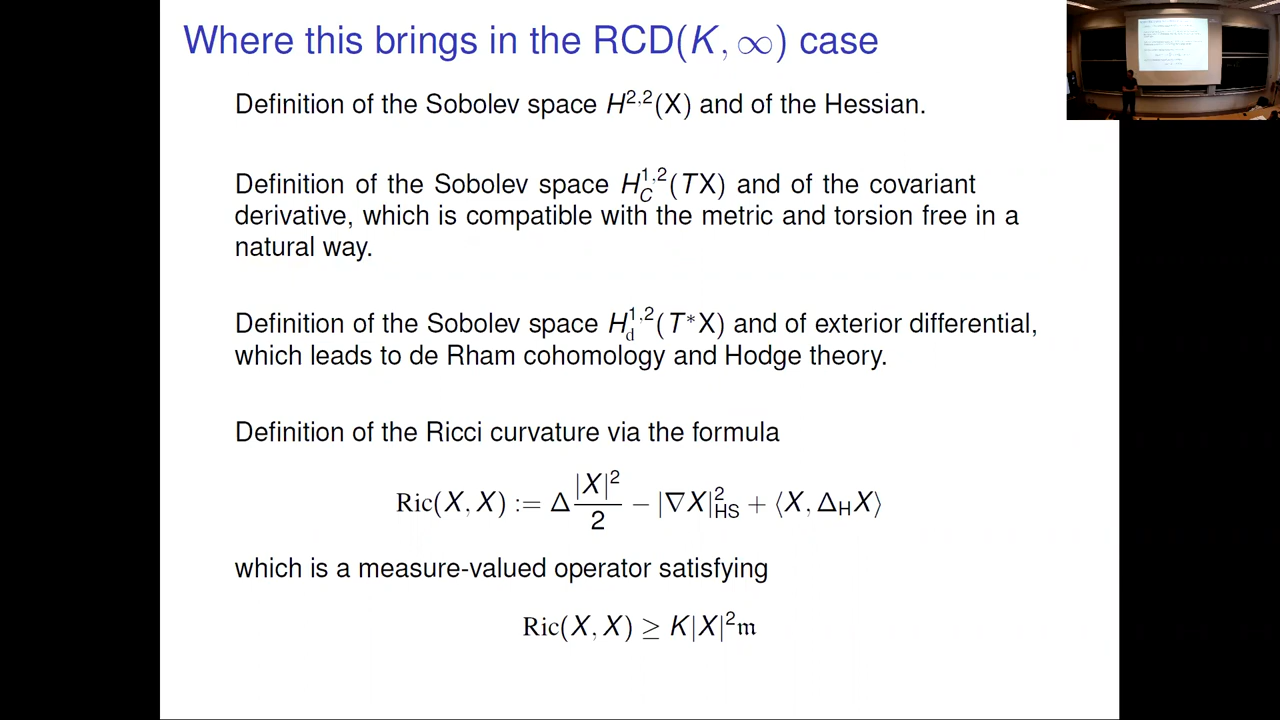 Where this brings in the RCD(K, ∞) case
Definition of the Sobolev space H^{2,2}(X) and of the Hessian.
Definition of the Sobolev space H_C^{1,2}(TX) and of the covariant
derivative, which is compatible with the metric and torsion free in a
natural way.
Definition of the Sobolev space H_d^{1,2}(T*X) and of exterior differential,
which leads to de Rham cohomology and Hodge theory.
Definition of the Ricci curvature via the formula
Ric(X, X) := Δ |X|²/2 − |∇X|²_HS + ⟨X, Δ_H X⟩
which is a measure-valued operator satisfying
Ric(X, X) ≥ K|X|²𝔪